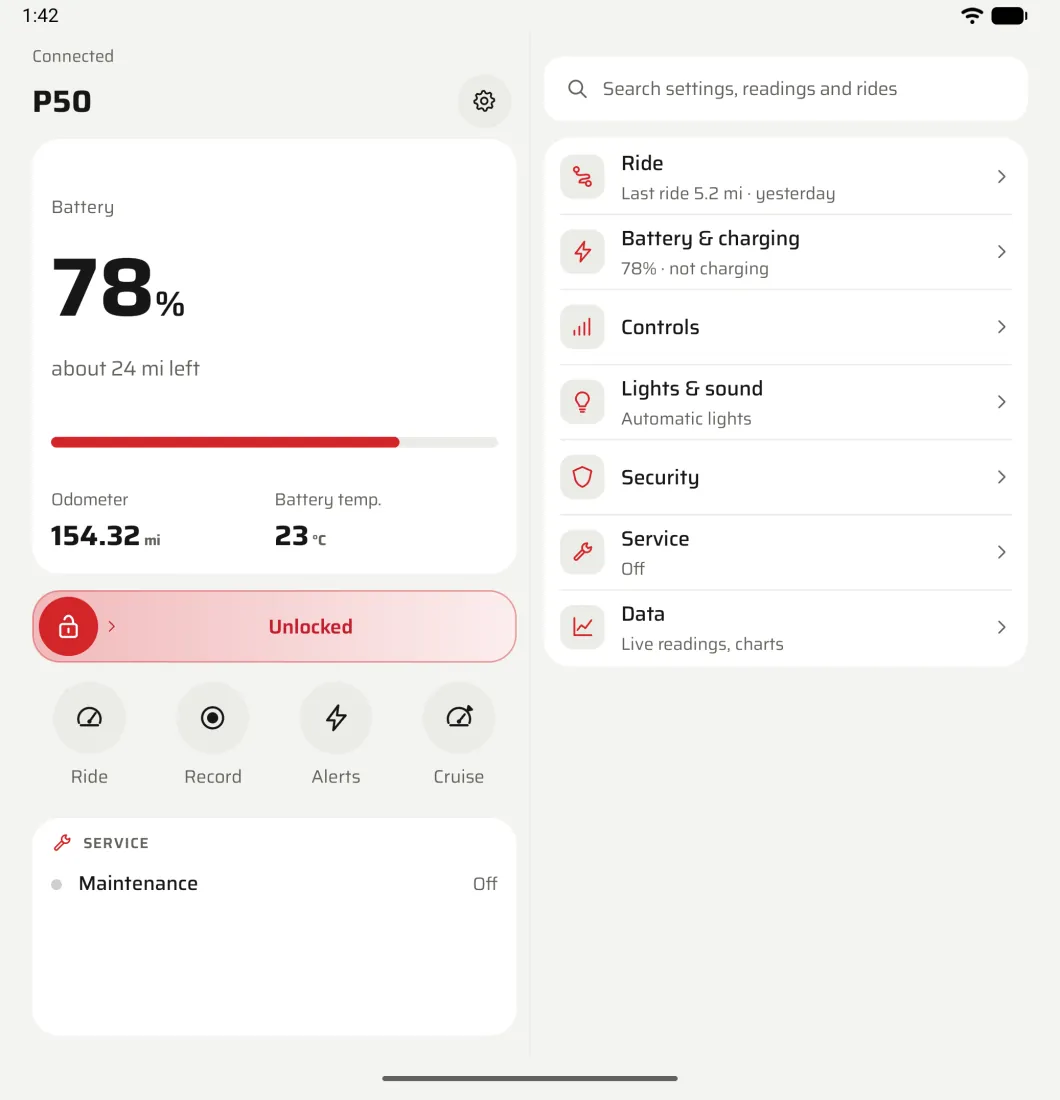 1:42
Connected
P50
Battery
78%
about 24 mi left
Odometer
Battery temp.
154.32 mi
23 °C
Unlocked
Ride
Record
Alerts
Cruise
SERVICE
Maintenance
Off
Search settings, readings and rides
Ride
Last ride 5.2 mi · yesterday
Battery & charging
78% · not charging
Controls
Lights & sound
Automatic lights
Security
Service
Off
Data
Live readings, charts